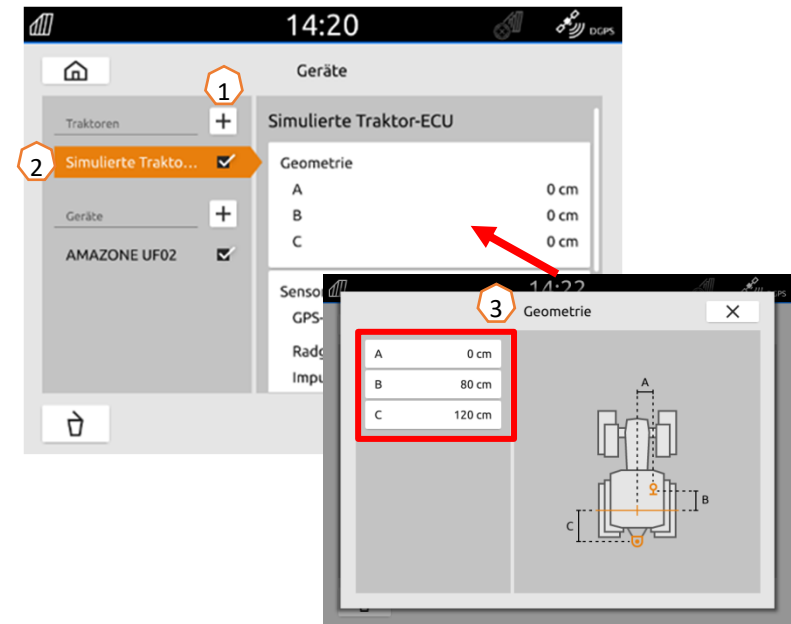 14:20
DGPS
Geräte
1
Traktoren
Simulierte Traktor-ECU
2
Simulierte Trakto...
Geometrie
A 0 cm
Geräte
B 0 cm
C 0 cm
AMAZONE UF02
Senso
GPS-
Radg
Impu
14:22
PS
3
Geometrie
A 0 cm
B 80 cm
C 120 cm
A
B
C